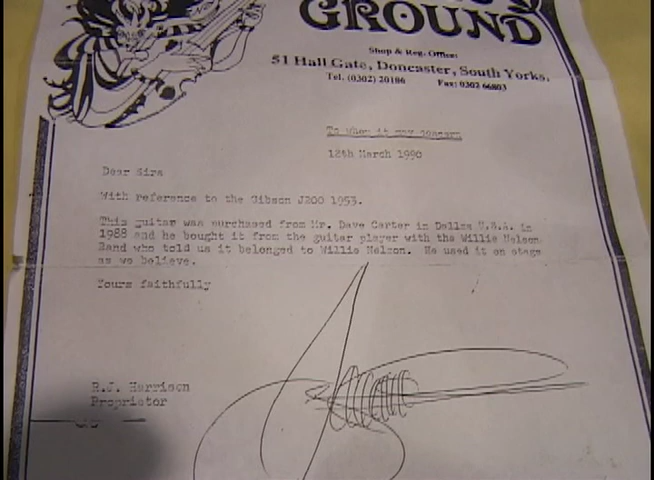 GROUND
Shop & Reg. Office:
51 Hall Gate, Doncaster, South Yorks.
Tel. (0302) 20186 Fax: 0302 66803
To whom it may concern
12th March 1990
Dear Sirs
With reference to the Gibson J200 1953.
This guitar was purchased from Mr. Dave Carter in Dallas U.S.A. in
1988 and he bought it from the guitar player with the Willie Nelson
Band who told us it belonged to Willie Nelson. He used it on stage
as we believe.
Yours faithfully
R.J. Harrison
Proprietor